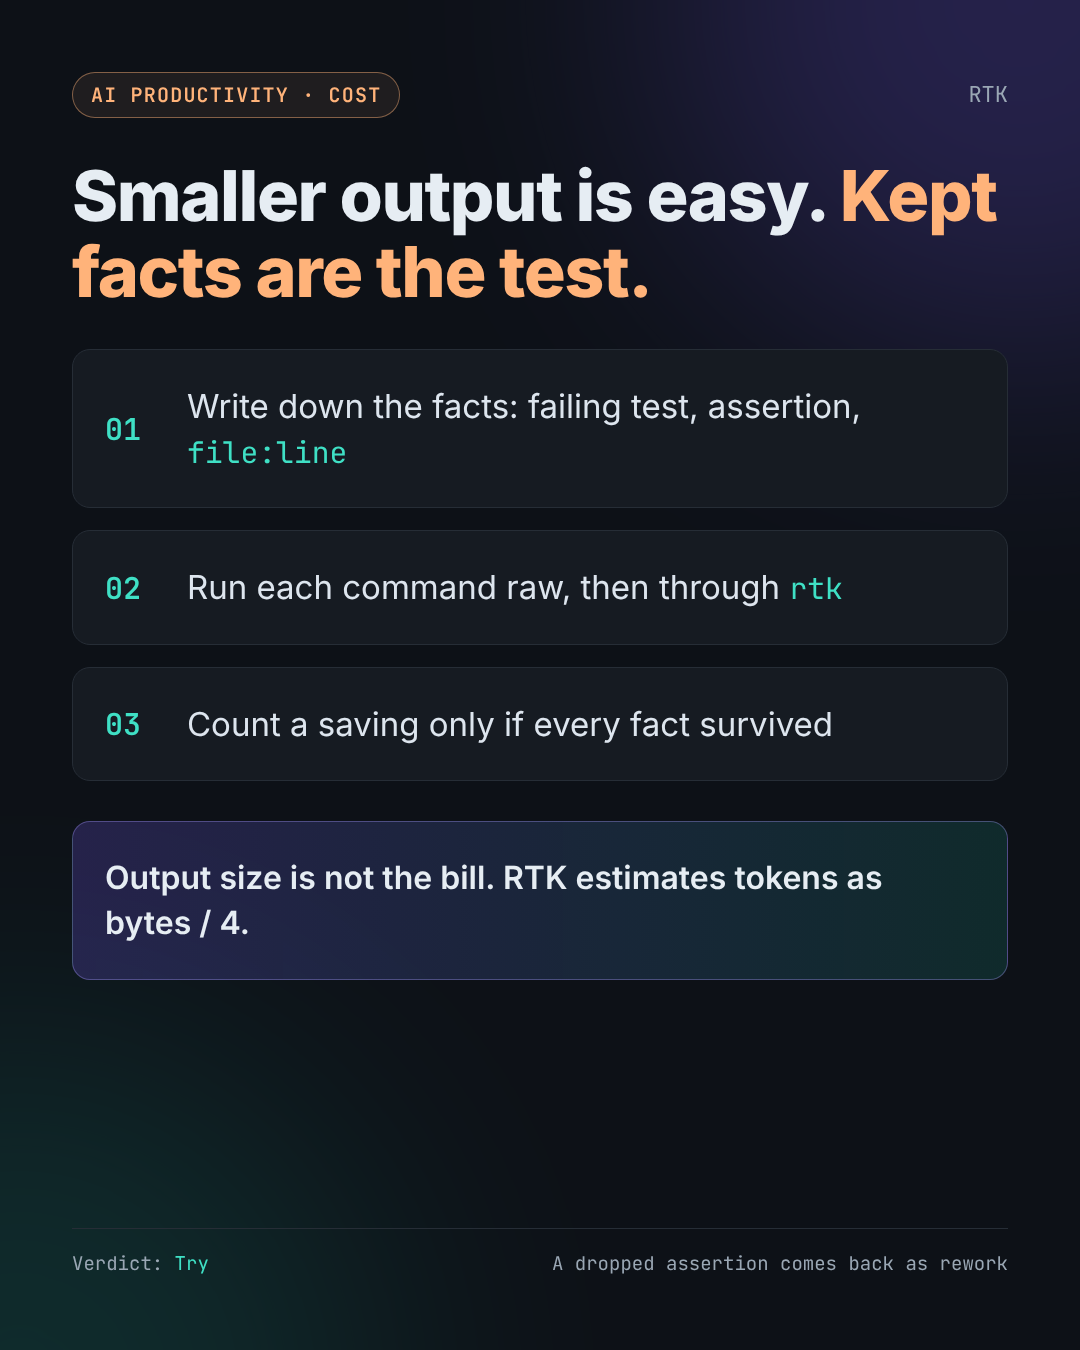 AI PRODUCTIVITY · COST
RTK
Smaller output is easy. Kept
facts are the test.
01
Write down the facts: failing test, assertion,
file:line
02
Run each command raw, then through rtk
03
Count a saving only if every fact survived
Output size is not the bill. RTK estimates tokens as
bytes / 4.
Verdict: Try
A dropped assertion comes back as rework